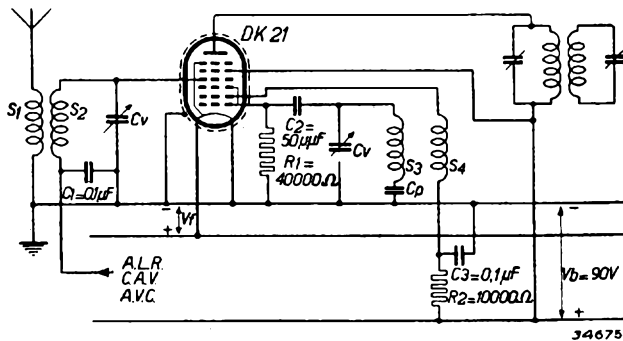 DK 21
S1
S2
Cv
C1=0,1µF
C2=
50µµF
R1=
40000Ω
Cv
S3
Cp
S4
-
Vf
+
A.L.R.
C.A.V.
A.V.C.
C3=0,1µF
R2=10000Ω
-
Vb=90V
+
34675